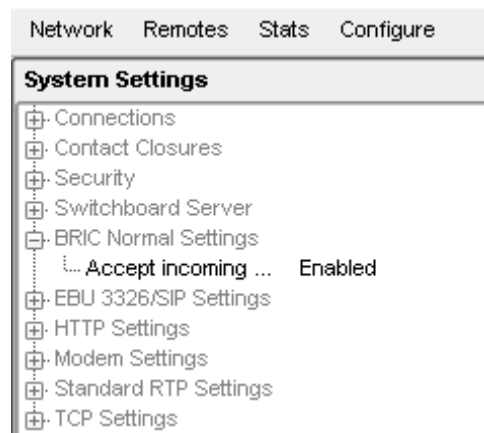 Network Remotes Stats Configure
System Settings
Connections
Contact Closures
Security
Switchboard Server
BRIC Normal Settings
Accept incoming ... Enabled
EBU 3326/SIP Settings
HTTP Settings
Modem Settings
Standard RTP Settings
TCP Settings